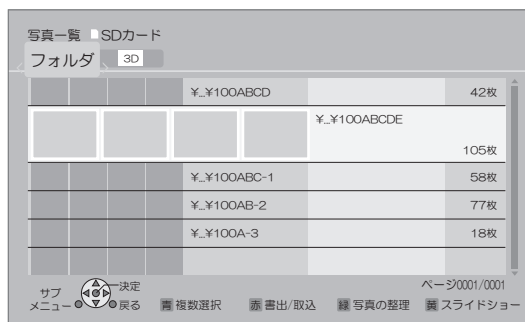 写真一覧 SDカード
フォルダ 3D
¥...¥100ABCD 42枚
¥...¥100ABCDE
105枚
¥...¥100ABC-1 58枚
¥...¥100AB-2 77枚
¥...¥100A-3 18枚
ページ0001/0001
サブメニュー 決定 戻る
青 複数選択 赤 書出/取込 緑 写真の整理 黄 スライドショー